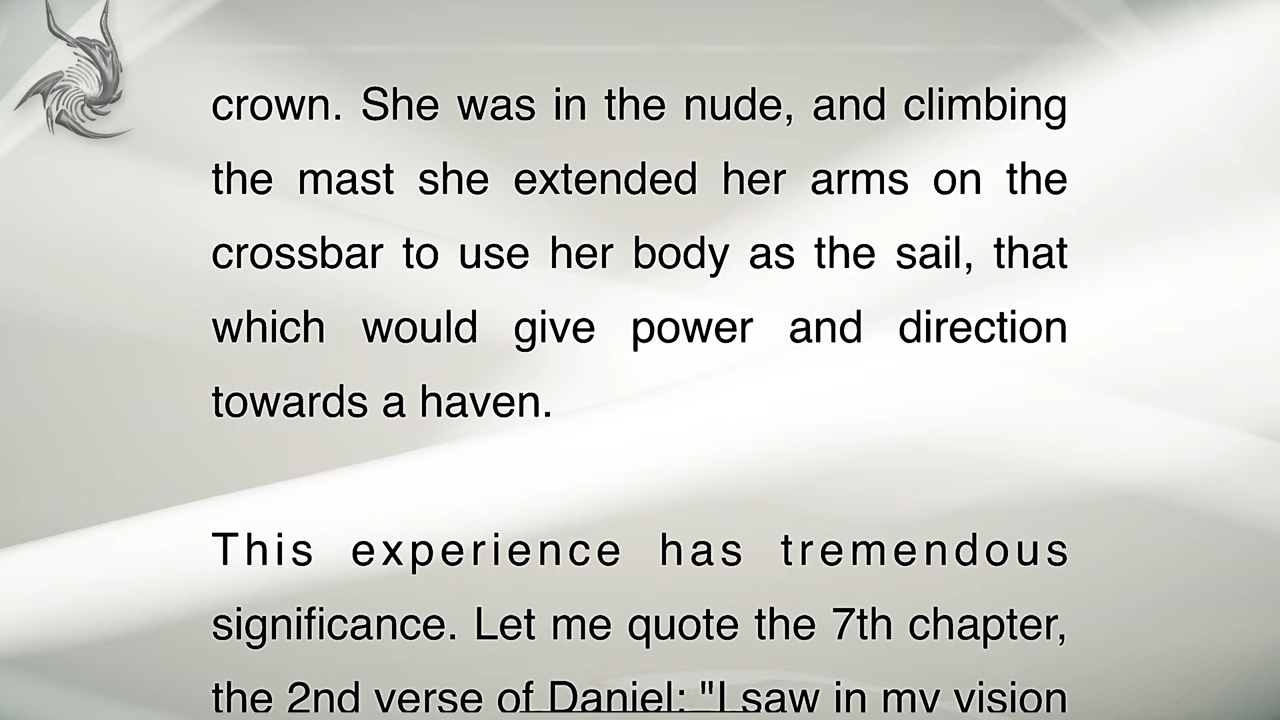 crown. She was in the nude, and climbing
the mast she extended her arms on the
crossbar to use her body as the sail, that
which would give power and direction
towards a haven.
This experience has tremendous
significance. Let me quote the 7th chapter,
the 2nd verse of Daniel: "I saw in my vision